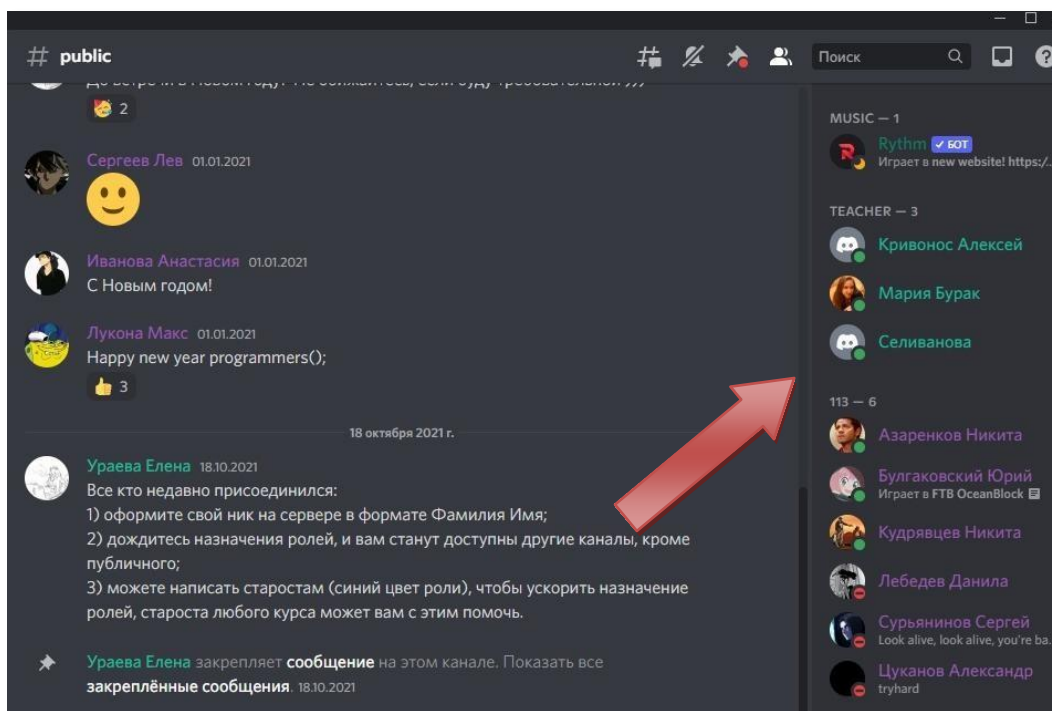 public
Поиск
2
Сергеев Лев 01.01.2021
Иванова Анастасия 01.01.2021
С Новым годом!
Лукона Макс 01.01.2021
Happy new year programmers();
3
18 октября 2021 г.
Ураева Елена 18.10.2021
Все кто недавно присоединился:
1) оформите свой ник на сервере в формате Фамилия Имя;
2) дождитесь назначения ролей, и вам станут доступны другие каналы, кроме
публичного;
3) можете написать старостам (синий цвет роли), чтобы ускорить назначение
ролей, староста любого курса может вам с этим помочь.
Ураева Елена закрепляет сообщение на этом канале. Показать все
закреплённые сообщения. 18.10.2021
MUSIC — 1
Rythm БОТ
Играет в new website! https:/...
TEACHER — 3
Кривонос Алексей
Мария Бурак
Селиванова
113 — 6
Азаренков Никита
Булгаковский Юрий
Играет в FTB OceanBlock
Кудрявцев Никита
Лебедев Данила
Сурьянинов Сергей
Look alive, look alive, you're ba...
Цуканов Александр
tryhard